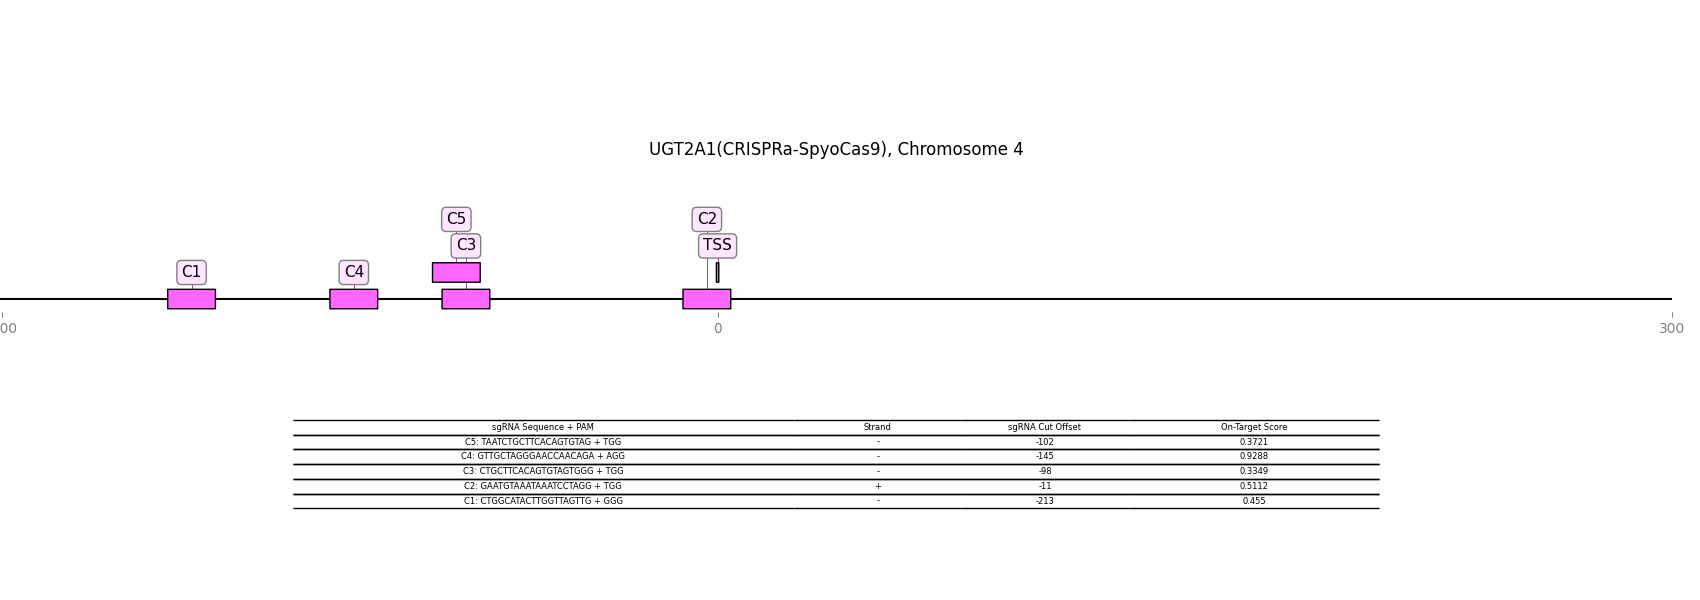 UGT2A1(CRISPRa-SpyoCas9), Chromosome 4
C5 C2
C3 TSS
C1 C4
00 0 300
sgRNA Sequence + PAM Strand sgRNA Cut Offset On-Target Score
C5: TAATCTGCTTCACAGTGTAG + TGG - -102 0.3721
C4: GTTGCTAGGGAACCAACAGA + AGG - -145 0.9288
C3: CTGCTTCACAGTGTAGTGGG + TGG - -98 0.3349
C2: GAATGTAAATAAATCCTAGG + TGG + -11 0.5112
C1: CTGGCATACTTGGTTAGTTG + GGG - -213 0.455